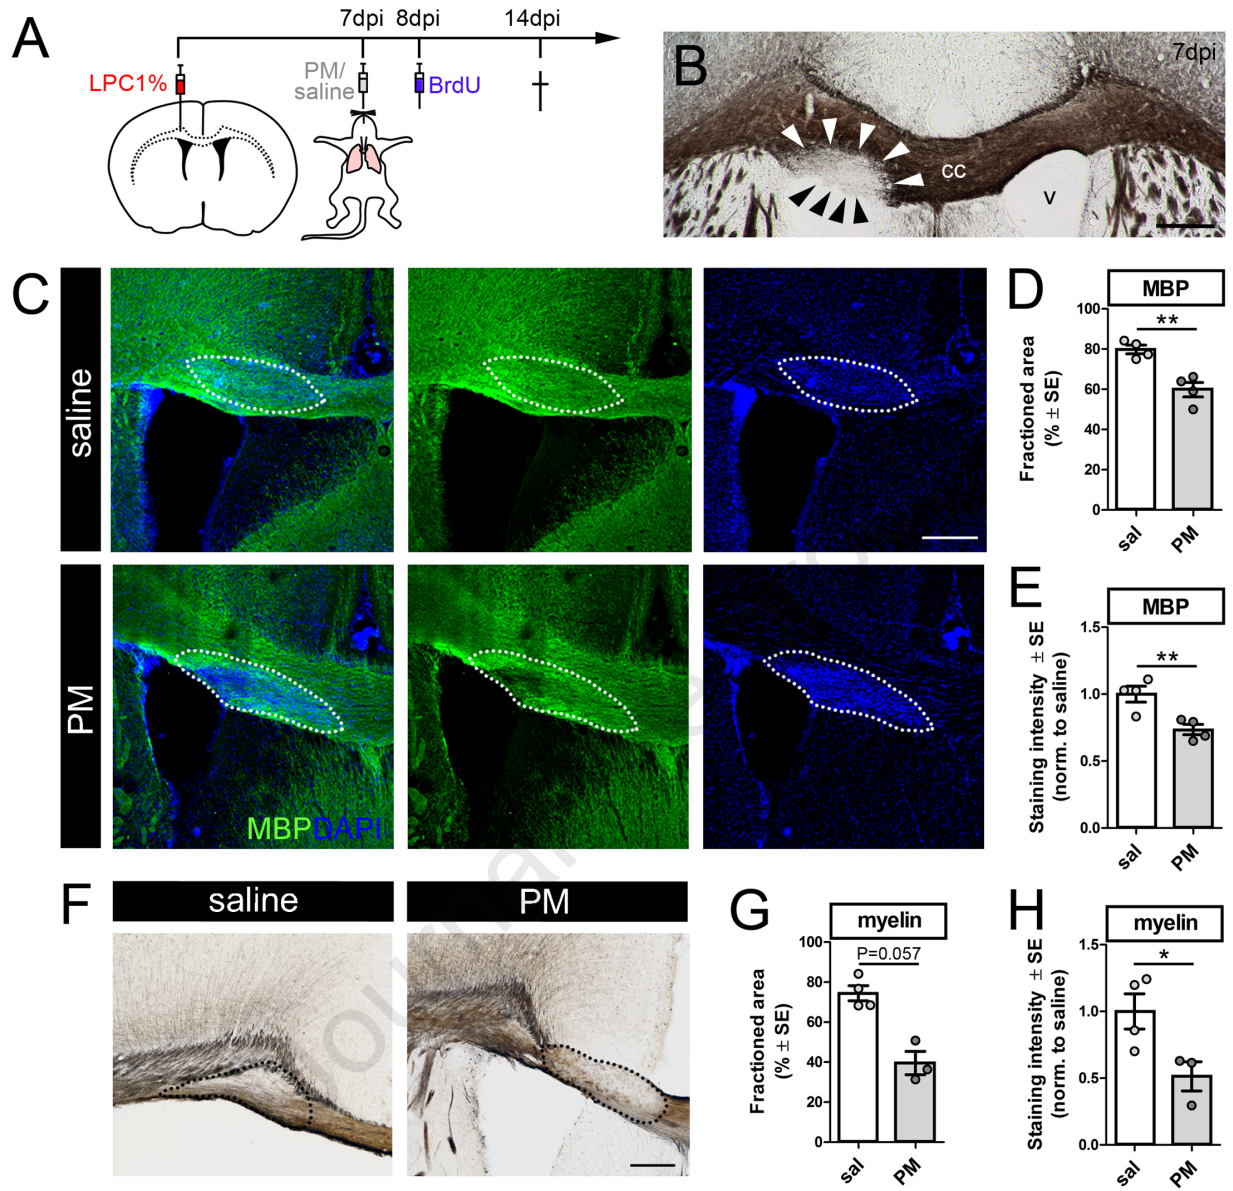 A
7dpi 8dpi 14dpi
LPC1%
PM/
saline
BrdU
B
7dpi
cc
v
C
saline
PM
MBPDAPI
D
MBP
**
Fractioned area
(% ± SE)
100
80
60
40
20
0
sal
PM
E
MBP
**
Staining intensity ± SE
(norm. to saline)
1.5
1.0
0.5
0.0
sal
PM
F
saline
PM
G
myelin
P=0.057
Fractioned area
(% ± SE)
100
80
60
40
20
0
sal
PM
H
myelin
*
Staining intensity ± SE
(norm. to saline)
1.5
1.0
0.5
0.0
sal
PM
Journal